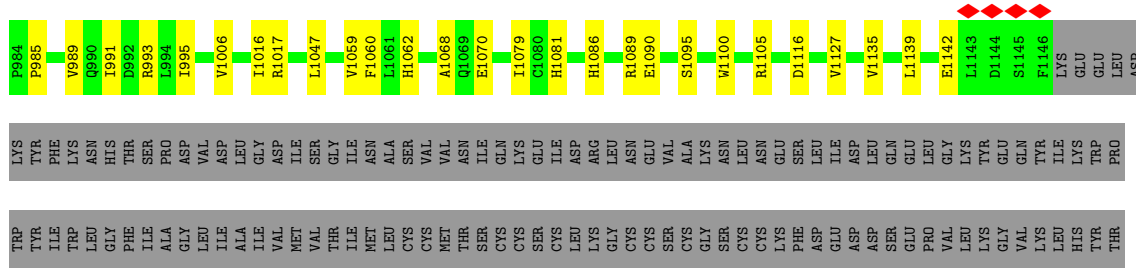 P984 P985 V989 Q990 I991 D992 R993 L994 I995 V1006 I1016 R1017 L1047 V1059 F1060 L1061 H1062 A1068 Q1069 E1070 I1079 C1080 H1081 H1086 R1089 E1090 S1095 W1100 R1105 D1116 V1127 V1135 L1139 E1142 L1143 D1144 S1145 F1146 LYS GLU GLU LEU ASP
LYS TYR PHE LYS ASN HIS THR SER PRO ASP VAL ASP LEU GLY ASP ILE SER GLY ILE ASN ALA SER VAL VAL ASN ILE GLN LYS GLU ILE ASP ARG LEU ASN GLU VAL ALA LYS ASN LEU ASN GLU SER LEU ILE ASP LEU GLN GLU LEU GLY LYS TYR GLU GLN TYR ILE LYS TRP PRO
TRP TYR ILE TRP LEU GLY PHE ILE ALA GLY LEU ILE ALA ILE VAL MET VAL THR ILE MET LEU CYS CYS MET THR SER CYS CYS SER CYS LEU LYS GLY CYS CYS SER CYS GLY SER CYS CYS LYS PHE ASP GLU ASP ASP SER GLU PRO VAL LEU LYS GLY VAL LYS LEU HIS TYR THR